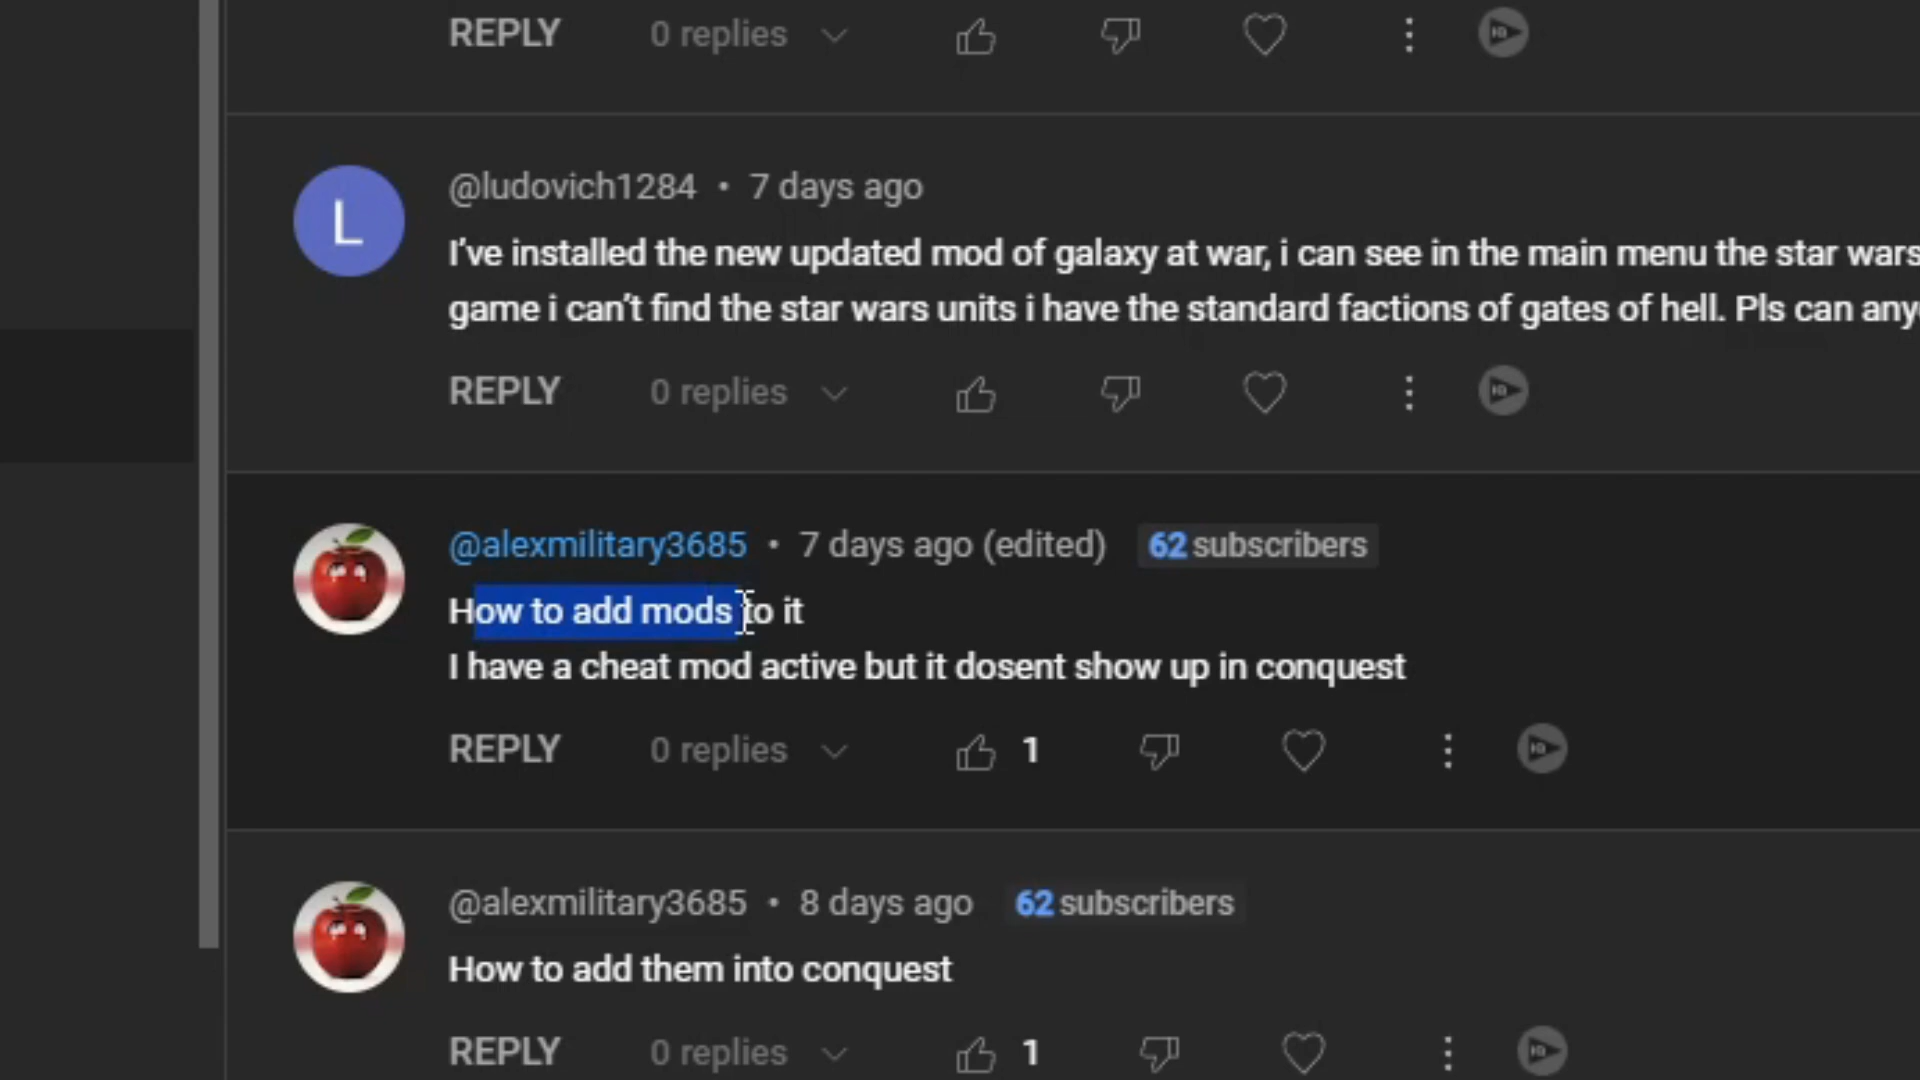 REPLY 0 replies
@ludovich1284 • 7 days ago
L
I've installed the new updated mod of galaxy at war, i can see in the main menu the star wars
game i can't find the star wars units i have the standard factions of gates of hell. Pls can any
REPLY 0 replies
@alexmilitary3685 • 7 days ago (edited) 62 subscribers
How to add mods to it
I have a cheat mod active but it dosent show up in conquest
REPLY 0 replies 1
@alexmilitary3685 • 8 days ago 62 subscribers
How to add them into conquest
REPLY 0 replies 1